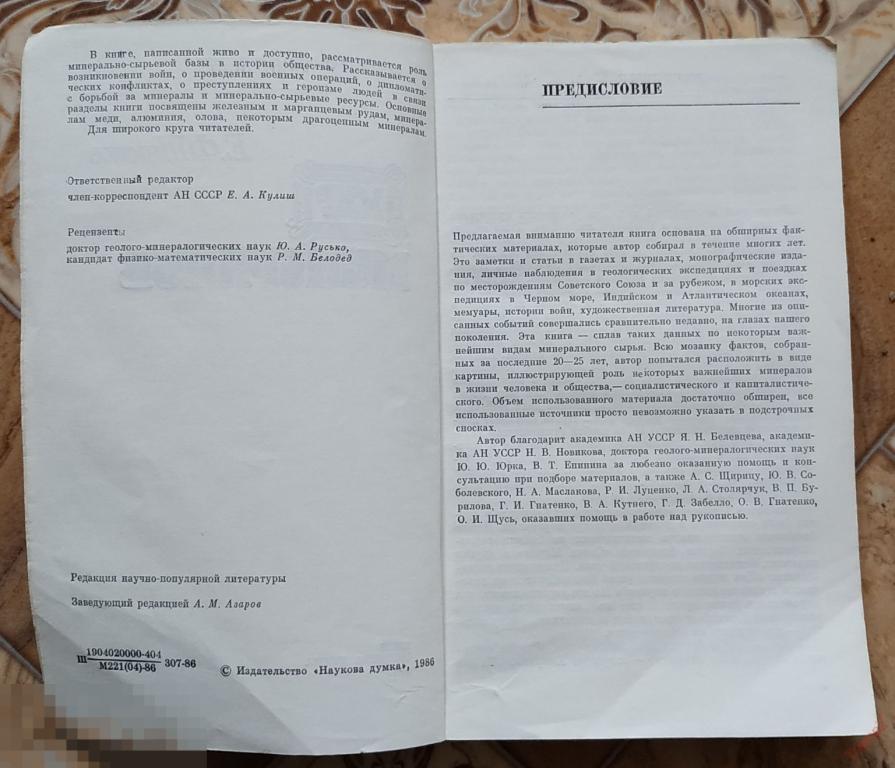 В книге, написанной живо и доступно, рассматривается роль
минерально-сырьевой базы в истории общества. Рассказывается о
возникновении войн, о проведении военных операций, о дипломати-
ческих конфликтах, о преступлениях и героизме людей в связи
с борьбой за минералы и минерально-сырьевые ресурсы. Основные
разделы книги посвящены железным и марганцевым рудам, минера-
лам меди, алюминия, олова, некоторым драгоценным минералам.
Для широкого круга читателей.
Ответственный редактор
член-корреспондент АН СССР Е. А. Кулиш
Рецензенты
доктор геолого-минералогических наук Ю. А. Русько,
кандидат физико-математических наук Р. М. Белодед
Редакция научно-популярной литературы
Заведующий редакцией А. М. Азаров
Ш 1904020000-404
М221(04)-86 307-86
© Издательство «Наукова думка», 1986
ПРЕДИСЛОВИЕ
Предлагаемая вниманию читателя книга основана на обширных фак-
тических материалах, которые автор собирал в течение многих лет.
Это заметки и статьи в газетах и журналах, монографические изда-
ния, личные наблюдения в геологических экспедициях и поездках
по месторождениям Советского Союза и за рубежом, в морских экс-
педициях в Черном море, Индийском и Атлантическом океанах,
мемуары, истории войн, художественная литература. Многие из опи-
санных событий совершались сравнительно недавно, на глазах нашего
поколения. Эта книга — сплав таких данных по некоторым важ-
нейшим видам минерального сырья. Всю мозаику фактов, собран-
ных за последние 20—25 лет, автор попытался расположить в виде
картины, иллюстрирующей роль некоторых важнейших минералов
в жизни человека и общества,— социалистического и капиталистиче-
ского. Объем использованного материала достаточно обширен, все
использованные источники просто невозможно указать в подстрочных
сносках.
Автор благодарит академика АН УССР Я. Н. Белевцева, академи-
ка АН УССР Н. В. Новикова, доктора геолого-минералогических наук
Ю. Ю. Юрка, В. Т. Епинина за любезно оказанную помощь и кон-
сультацию при подборе материалов, а также А. С. Щирицу, Ю. В. Со-
болевского, Н. А. Маслакова, Р. И. Луценко, Л. А. Столярчук, В. П. Бу-
рилова, Г. И. Гнатенко, В. А. Кутнего, Г. Д. Забелло, О. В. Гнатенко,
О. И. Щусь, оказавших помощь в работе над рукописью.